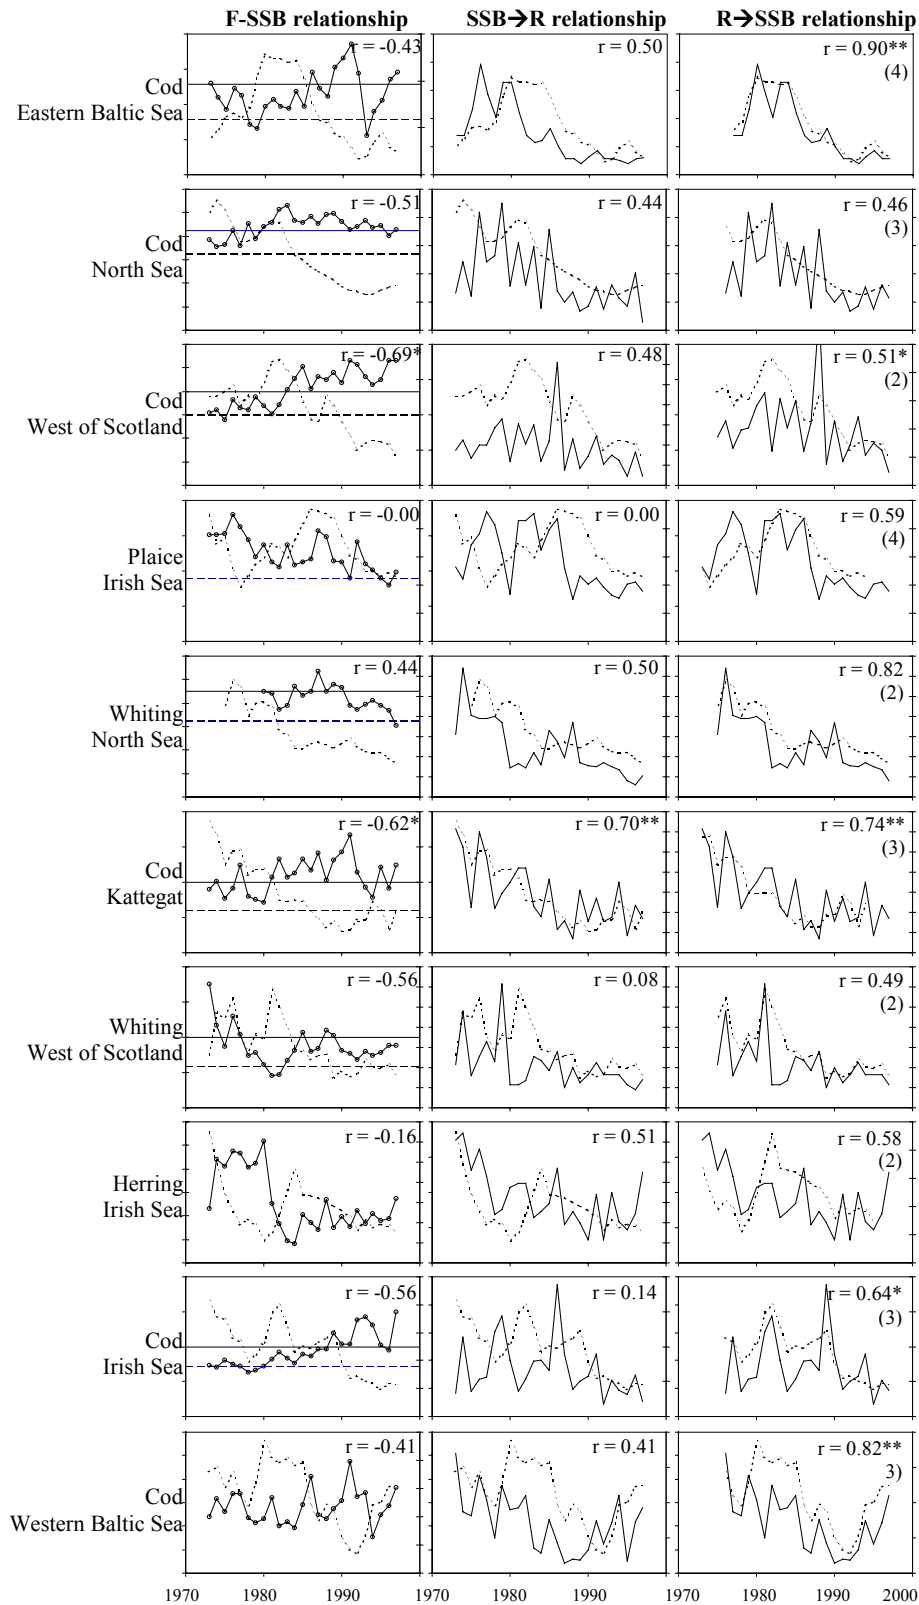 F-SSB relationship SSB→R relationship R→SSB relationship
Cod
Eastern Baltic Sea
r = -0.43 r = 0.50 r = 0.90**
(4)
Cod
North Sea
r = -0.51 r = 0.44 r = 0.46
(3)
Cod
West of Scotland
r = -0.69* r = 0.48 r = 0.51*
(2)
Plaice
Irish Sea
r = -0.00 r = 0.00 r = 0.59
(4)
Whiting
North Sea
r = 0.44 r = 0.50 r = 0.82
(2)
Cod
Kattegat
r = -0.62* r = 0.70** r = 0.74**
(3)
Whiting
West of Scotland
r = -0.56 r = 0.08 r = 0.49
(2)
Herring
Irish Sea
r = -0.16 r = 0.51 r = 0.58
(2)
Cod
Irish Sea
r = -0.56 r = 0.14 r = 0.64*
(3)
Cod
Western Baltic Sea
r = -0.41 r = 0.41 r = 0.82**
3)
1970 1980 1990 1970 1980 1990 1970 1980 1990 2000